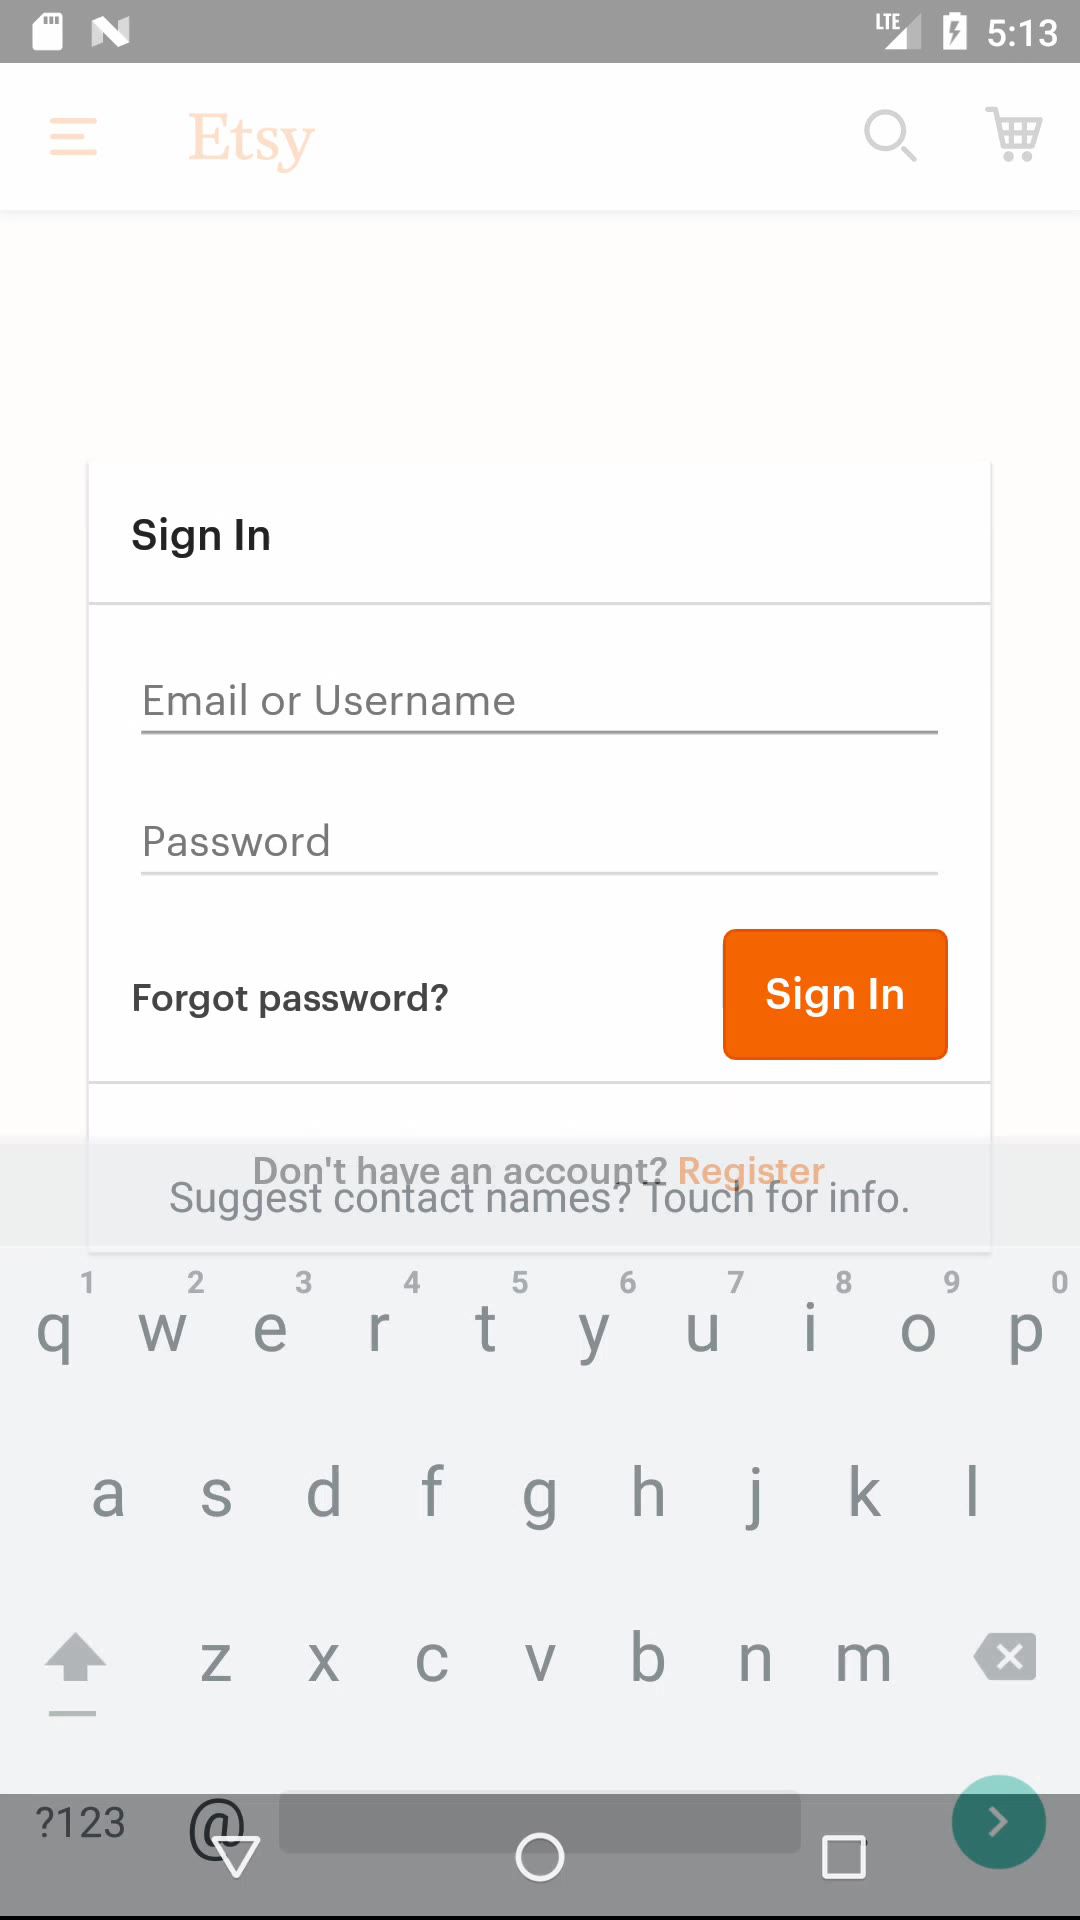 LTE 5:13
Etsy
Sign In
Email or Username
Password
Forgot password? Sign In
Don't have an account? Register
Suggest contact names? Touch for info.
1 2 3 4 5 6 7 8 9 0
q w e r t y u i o p
a s d f g h j k l
z x c v b n m
?123 @